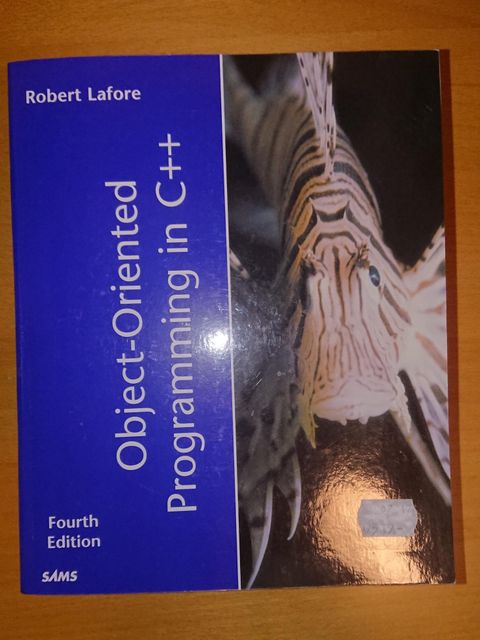 Robert Lafore
Object-Oriented
Programming in C++
Fourth
Edition
SAMS